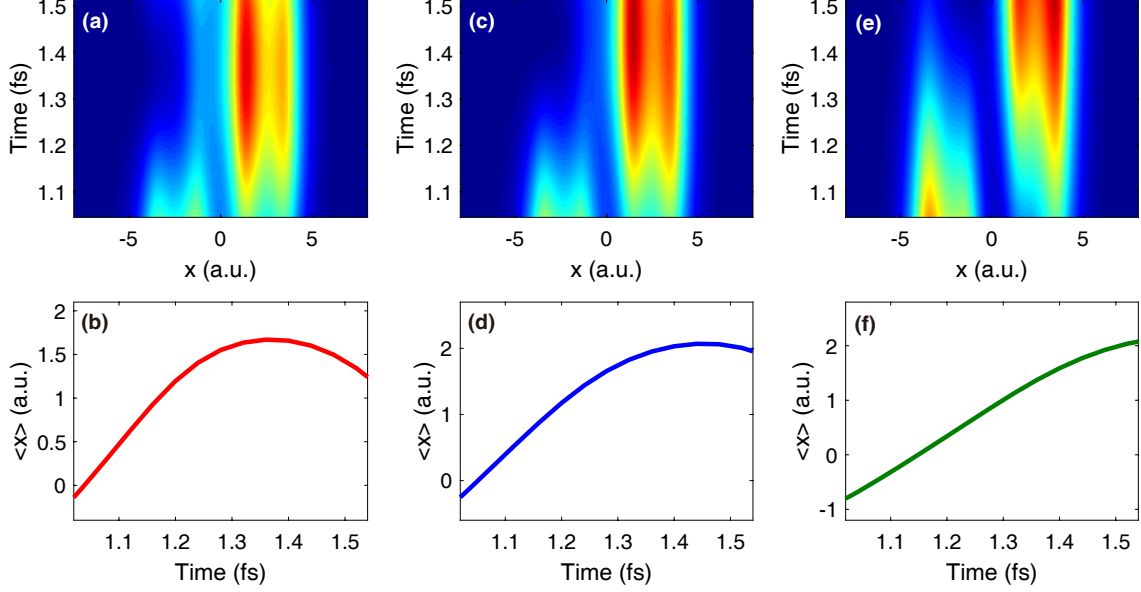 (a) (c) (e)
1.5 1.5 1.5
1.4 1.4 1.4
1.3 1.3 1.3
1.2 1.2 1.2
1.1 1.1 1.1
Time (fs) Time (fs) Time (fs)
-5 0 5 -5 0 5 -5 0 5
x (a.u.) x (a.u.) x (a.u.)
(b) (d) (f)
2 2 2
1.5 1 1
1 0 0
0.5 -1
0
<x> (a.u.) <x> (a.u.) <x> (a.u.)
1.1 1.2 1.3 1.4 1.5 1.1 1.2 1.3 1.4 1.5 1.1 1.2 1.3 1.4 1.5
Time (fs) Time (fs) Time (fs)